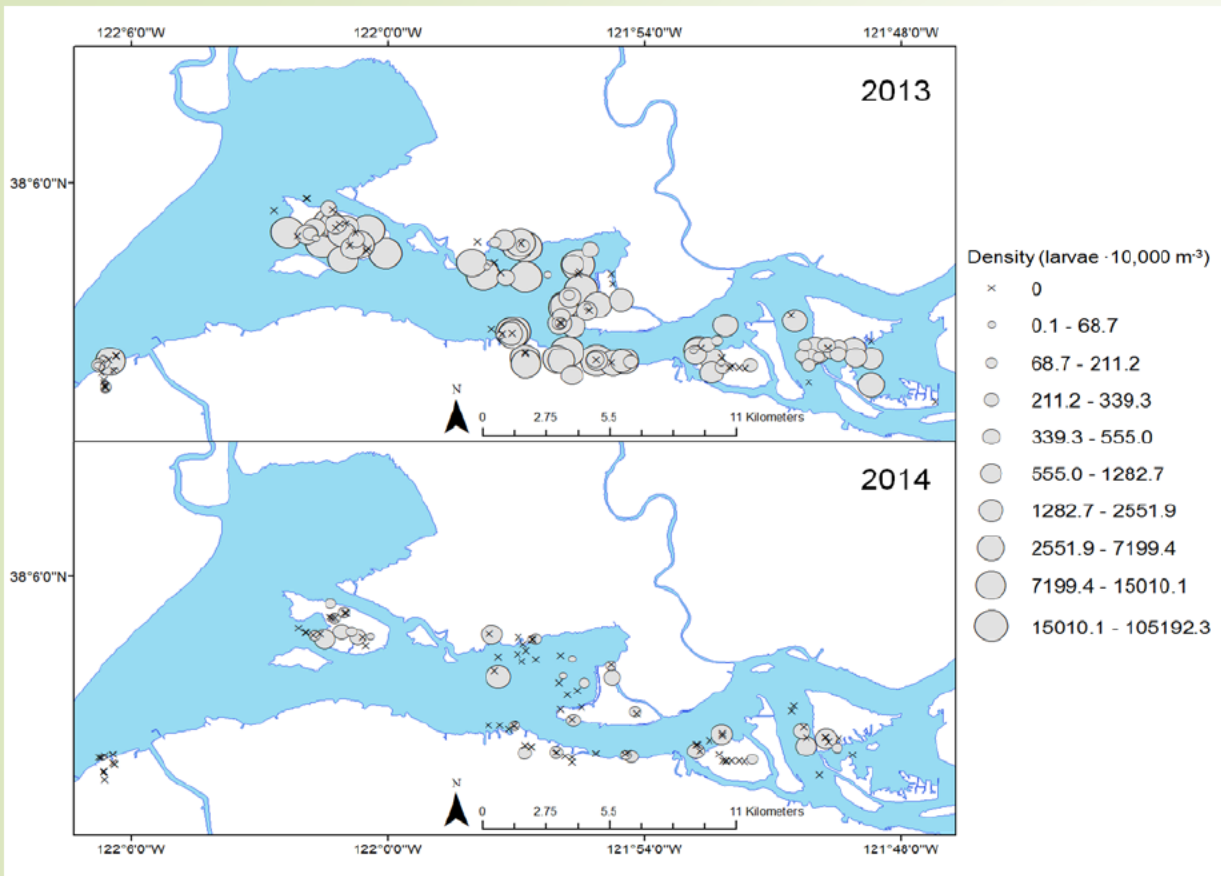 122°6'0"W 122°0'0"W 121°54'0"W 121°48'0"W
2013
38°6'0"N
N
0 2.75 5.5 11 Kilometers
2014
38°6'0"N
N
0 2.75 5.5 11 Kilometers
122°6'0"W 122°0'0"W 121°54'0"W 121°48'0"W
Density (larvae ·10,000 m⁻³)
0
0.1 - 68.7
68.7 - 211.2
211.2 - 339.3
339.3 - 555.0
555.0 - 1282.7
1282.7 - 2551.9
2551.9 - 7199.4
7199.4 - 15010.1
15010.1 - 105192.3